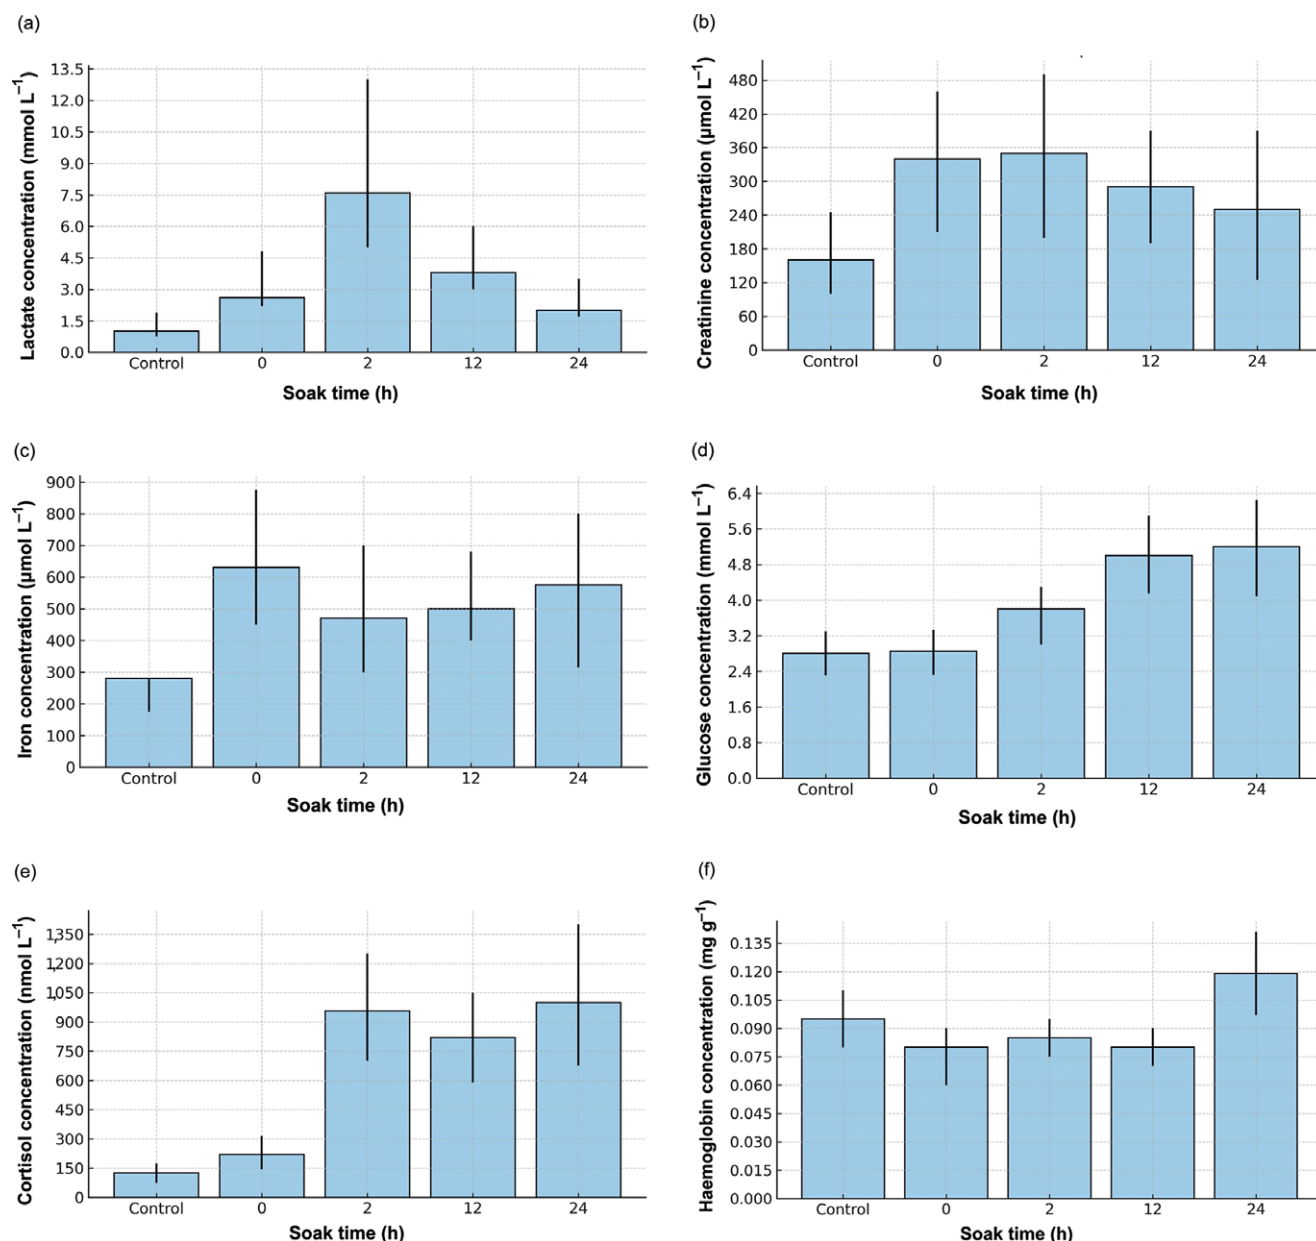 (a)
Lactate concentration (mmol L⁻¹)
13.5
12.0
10.5
9.0
7.5
6.0
4.5
3.0
1.5
0.0
Control 0 2 12 24
Soak time (h)
(b)
Creatinine concentration (µmol L⁻¹)
480
420
360
300
240
180
120
60
0
Control 0 2 12 24
Soak time (h)
(c)
Iron concentration (µmol L⁻¹)
900
800
700
600
500
400
300
200
100
0
Control 0 2 12 24
Soak time (h)
(d)
Glucose concentration (mmol L⁻¹)
6.4
5.6
4.8
4.0
3.2
2.4
1.6
0.8
0.0
Control 0 2 12 24
Soak time (h)
(e)
Cortisol concentration (nmol L⁻¹)
1,350
1,200
1,050
900
750
600
450
300
150
0
Control 0 2 12 24
Soak time (h)
(f)
Haemoglobin concentration (mg g⁻¹)
0.135
0.120
0.105
0.090
0.075
0.060
0.045
0.030
0.015
0.000
Control 0 2 12 24
Soak time (h)